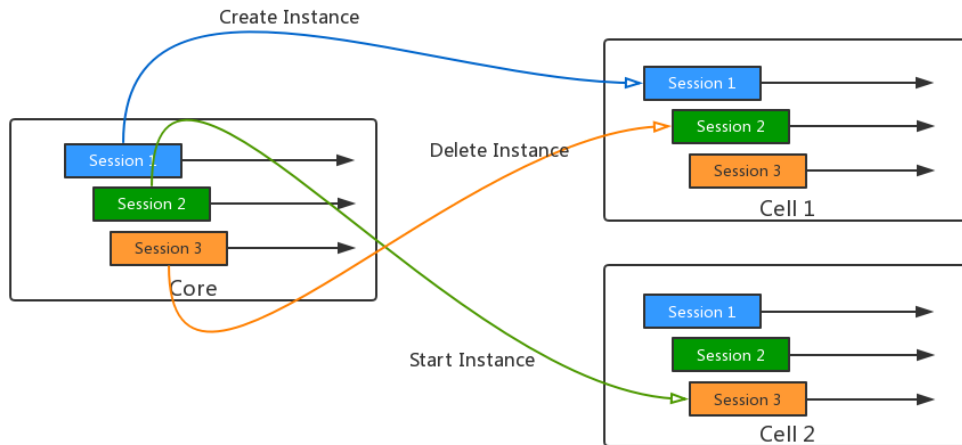 Create Instance
Session 1
Session 2
Session 3
Core
Delete Instance
Start Instance
Session 1
Session 2
Session 3
Cell 1
Session 1
Session 2
Session 3
Cell 2